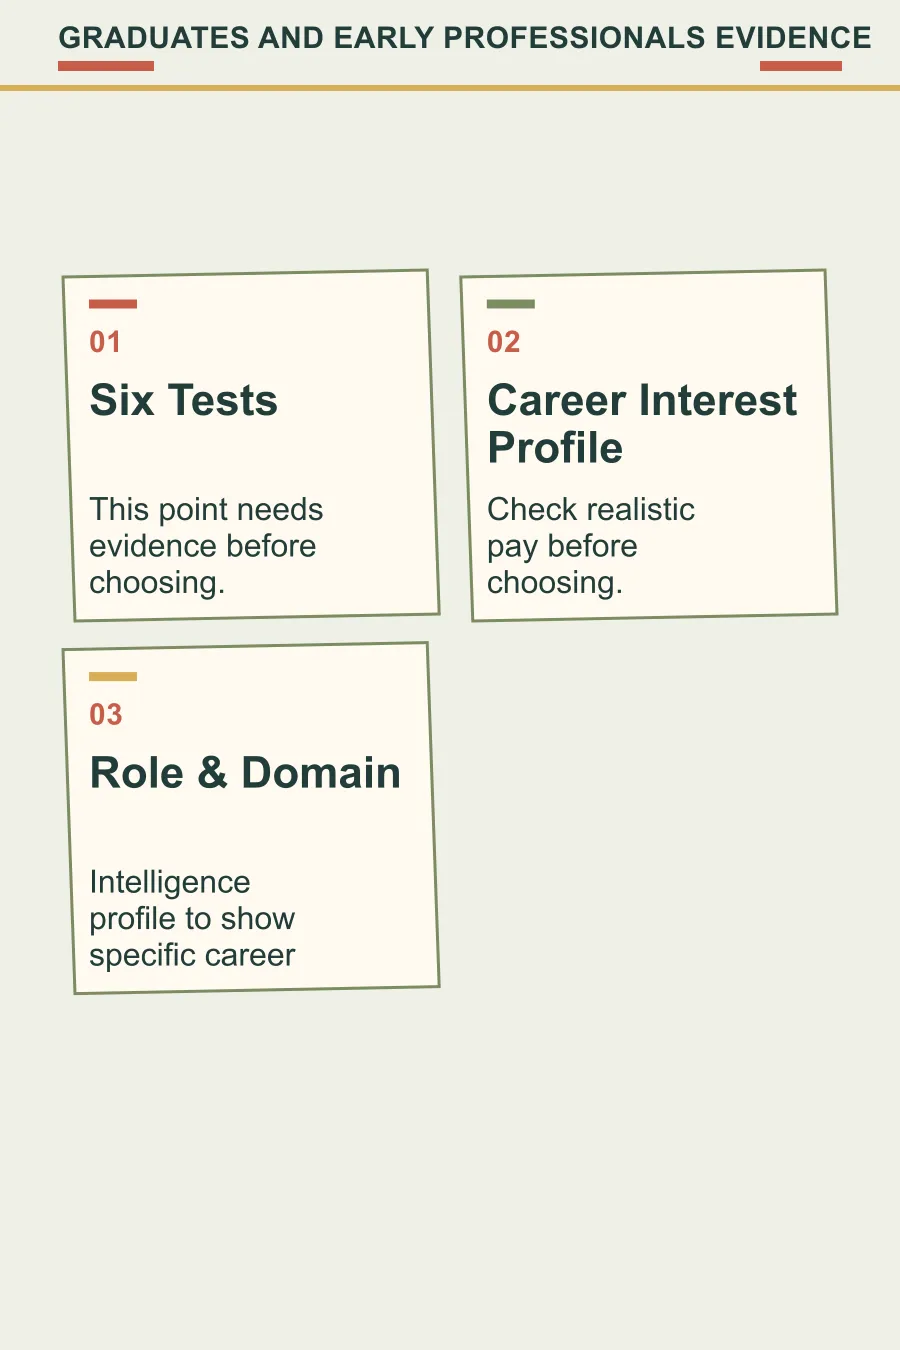 GRADUATES AND EARLY PROFESSIONALS EVIDENCE
01
Six Tests
This point needs
evidence before
choosing.
02
Career Interest
Profile
Check realistic
pay before
choosing.
03
Role & Domain
Intelligence
profile to show
specific career